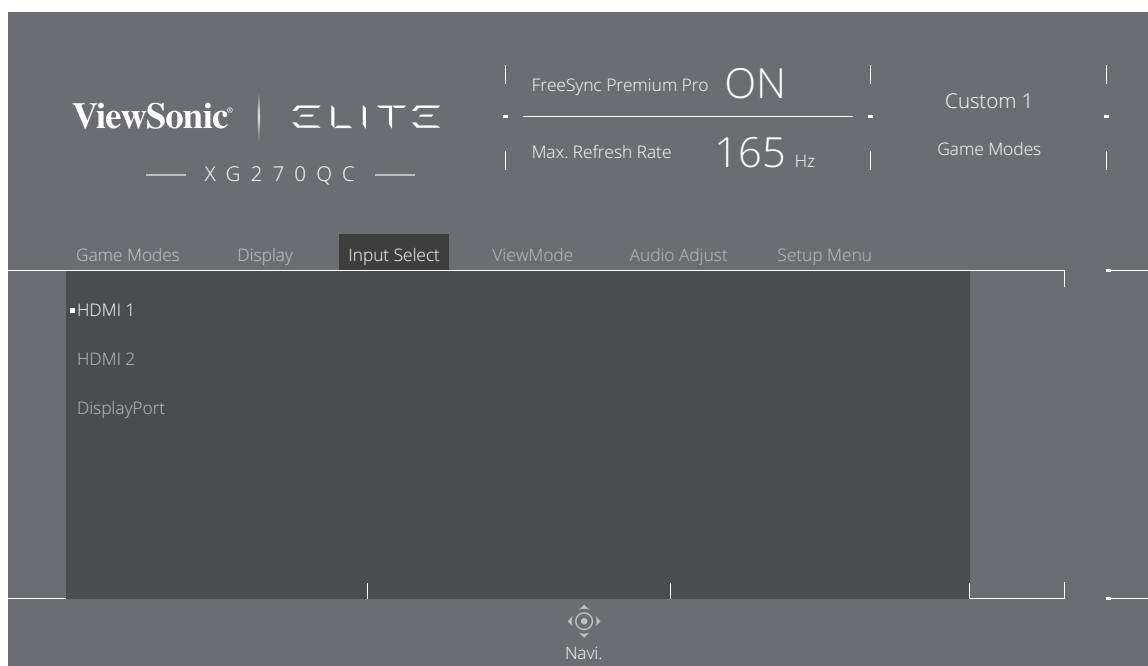 ViewSonic® ELITE
XG270QC
FreeSync Premium Pro ON
Max. Refresh Rate 165 Hz
Custom 1
Game Modes
Game Modes Display Input Select ViewMode Audio Adjust Setup Menu
HDMI 1
HDMI 2
DisplayPort
Navi.